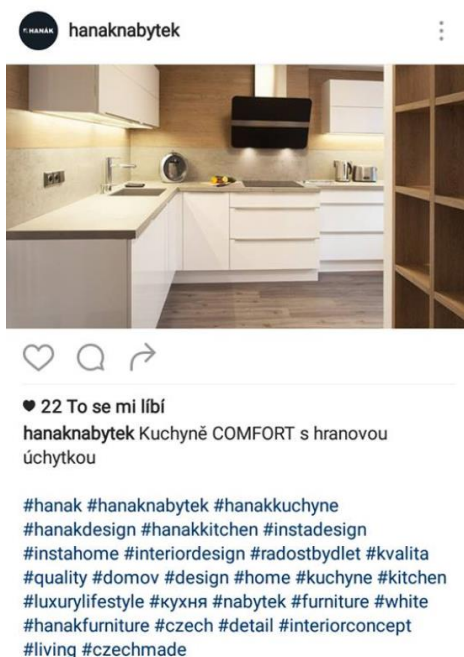 HANÁK
hanaknabytek
22 To se mi líbí
hanaknabytek Kuchyně COMFORT s hranovou
úchytkou
#hanak #hanaknabytek #hanakkuchyne
#hanakdesign #hanakkitchen #instadesign
#instahome #interiordesign #radostbydlet #kvalita
#quality #domov #design #home #kuchyne #kitchen
#luxurylifestyle #кухня #nabytek #furniture #white
#hanakfurniture #czech #detail #interiorconcept
#living #czechmade